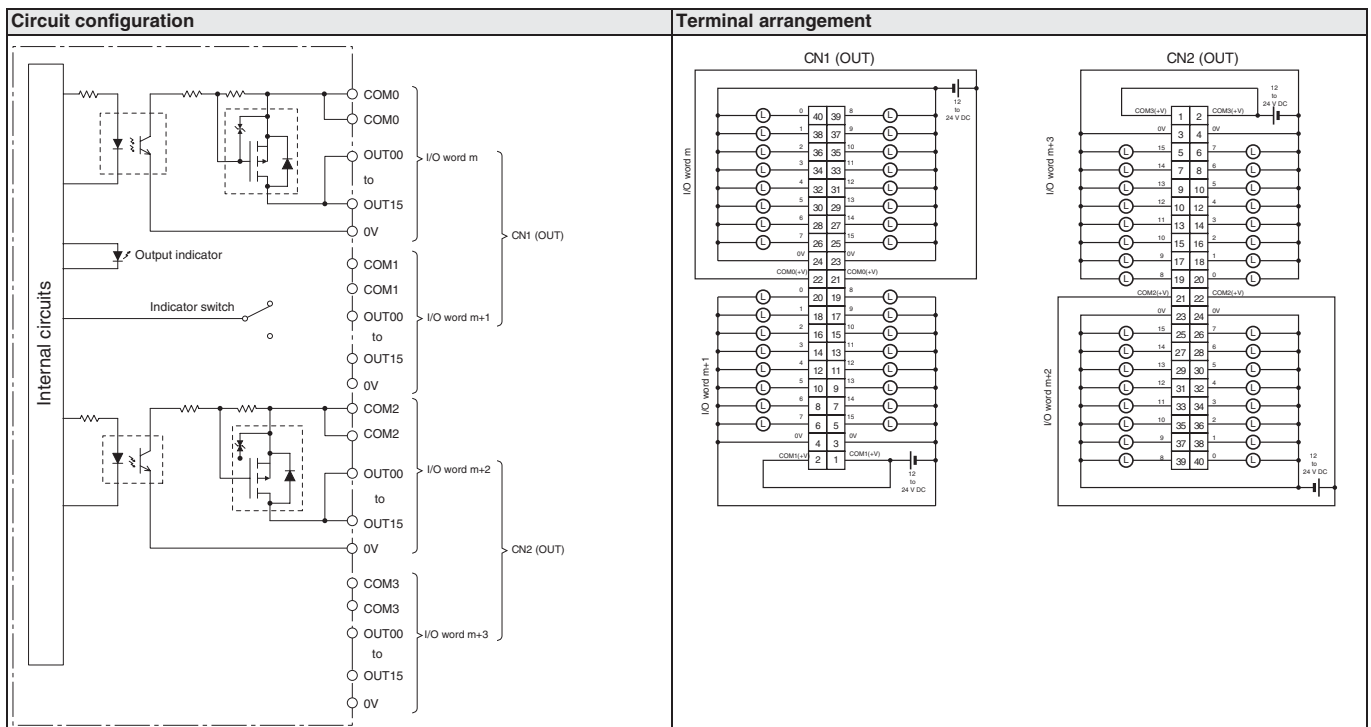 Circuit configuration
Internal circuits
COM0
COM0
OUT00
to
OUT15
0V
I/O word m
Output indicator
COM1
COM1
Indicator switch
OUT00
to
OUT15
0V
I/O word m+1
CN1 (OUT)
COM2
COM2
OUT00
to
OUT15
0V
I/O word m+2
COM3
COM3
OUT00
to
OUT15
0V
I/O word m+3
CN2 (OUT)
Terminal arrangement
CN1 (OUT)
12
to
24 V DC
I/O word m
L 0 40 39 8 L
L 1 38 37 9 L
L 2 36 35 10 L
L 3 34 33 11 L
L 4 32 31 12 L
L 5 30 29 13 L
L 6 28 27 14 L
L 7 26 25 15 L
0V 24 23 0V
COM0(+V) 22 21 COM0(+V)
I/O word m+1
L 0 20 19 8 L
L 1 18 17 9 L
L 2 16 15 10 L
L 3 14 13 11 L
L 4 12 11 12 L
L 5 10 9 13 L
L 6 8 7 14 L
L 7 6 5 15 L
0V 4 3 0V
COM1(+V 2 1 COM1(+V)
12
to
24 V DC
CN2 (OUT)
12
to
24 V DC
COM3(+V) 1 2 COM3(+V)
0V 3 4 0V
I/O word m+3
L 15 5 6 7 L
L 14 7 8 6 L
L 13 9 10 5 L
L 12 10 12 4 L
L 11 13 14 3 L
L 10 15 16 2 L
L 9 17 18 1 L
L 8 19 20 0 L
COM2(+V) 21 22 COM2(+V)
0V 23 24 0V
I/O word m+2
L 15 25 26 7 L
L 14 27 28 6 L
L 13 29 30 5 L
L 12 31 32 4 L
L 11 33 34 3 L
L 10 35 36 2 L
L 9 37 38 1 L
L 8 39 40 0 L
12
to
24 V DC